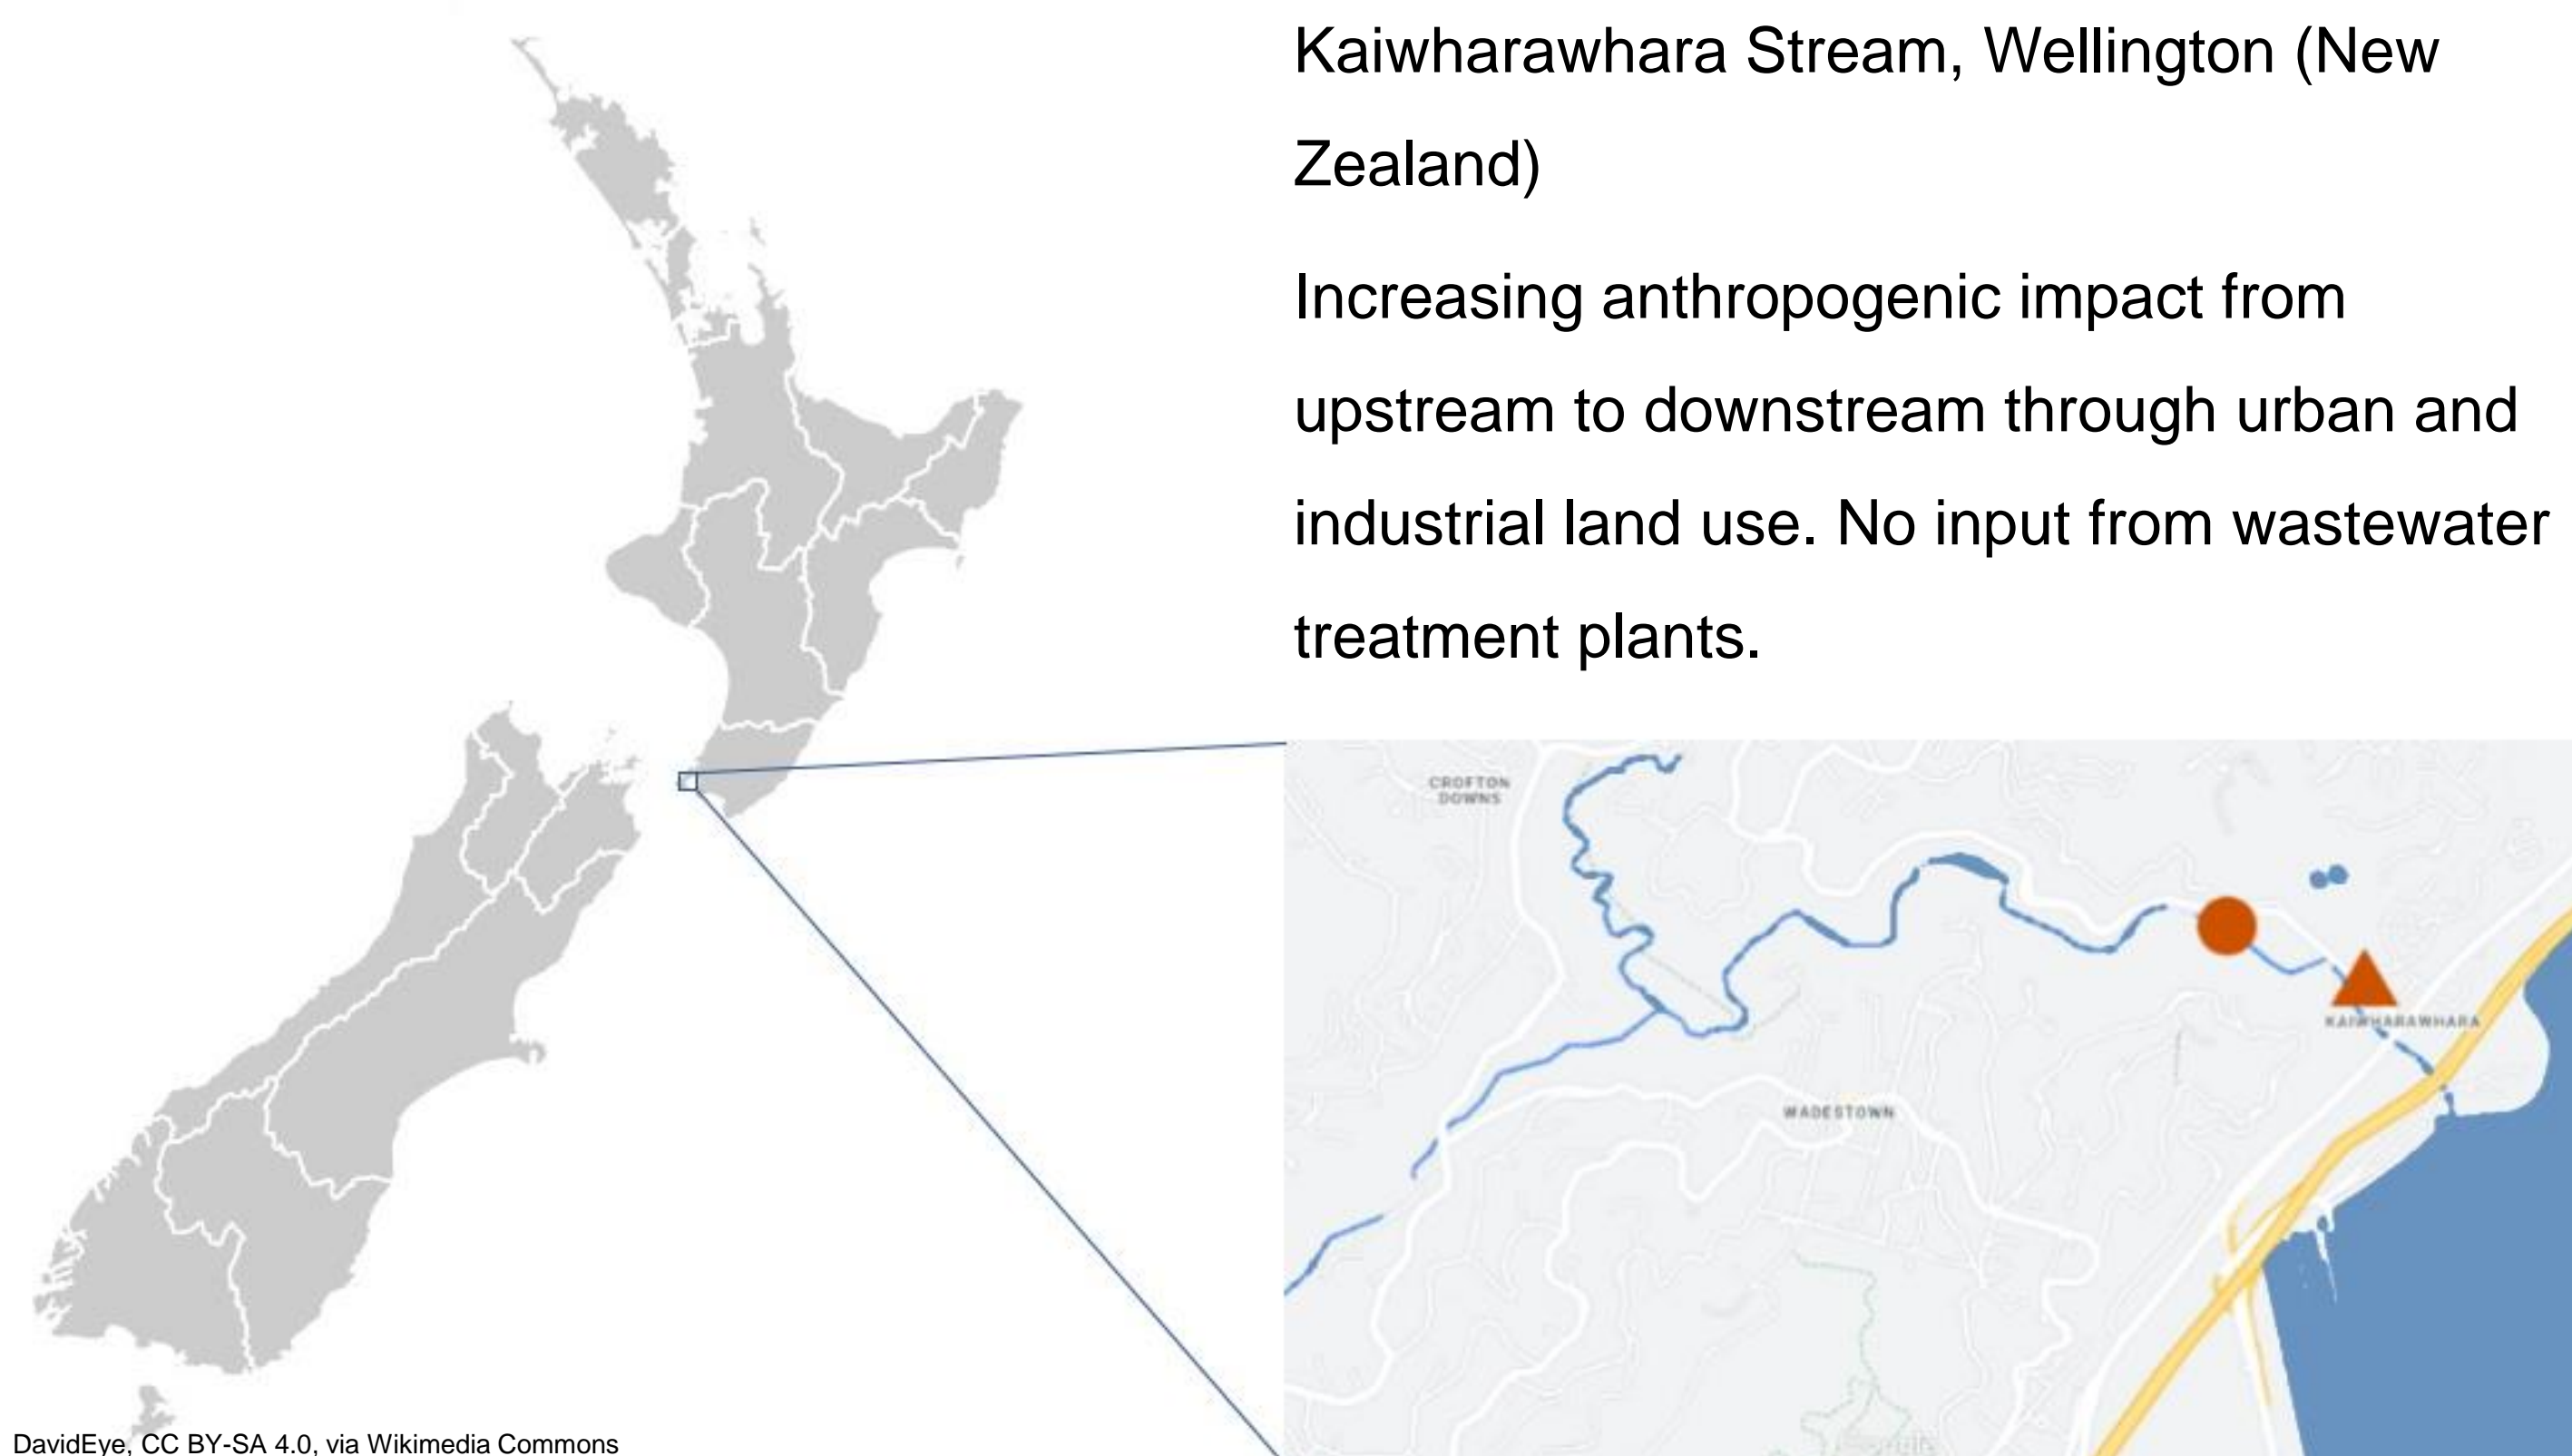 Kaiwharawhara Stream, Wellington (New
Zealand)
Increasing anthropogenic impact from
upstream to downstream through urban and
industrial land use. No input from wastewater
treatment plants.
CROFTON
DOWNS
KAIWHARAWHARA
WADESTOWN
DavidEye, CC BY-SA 4.0, via Wikimedia Commons